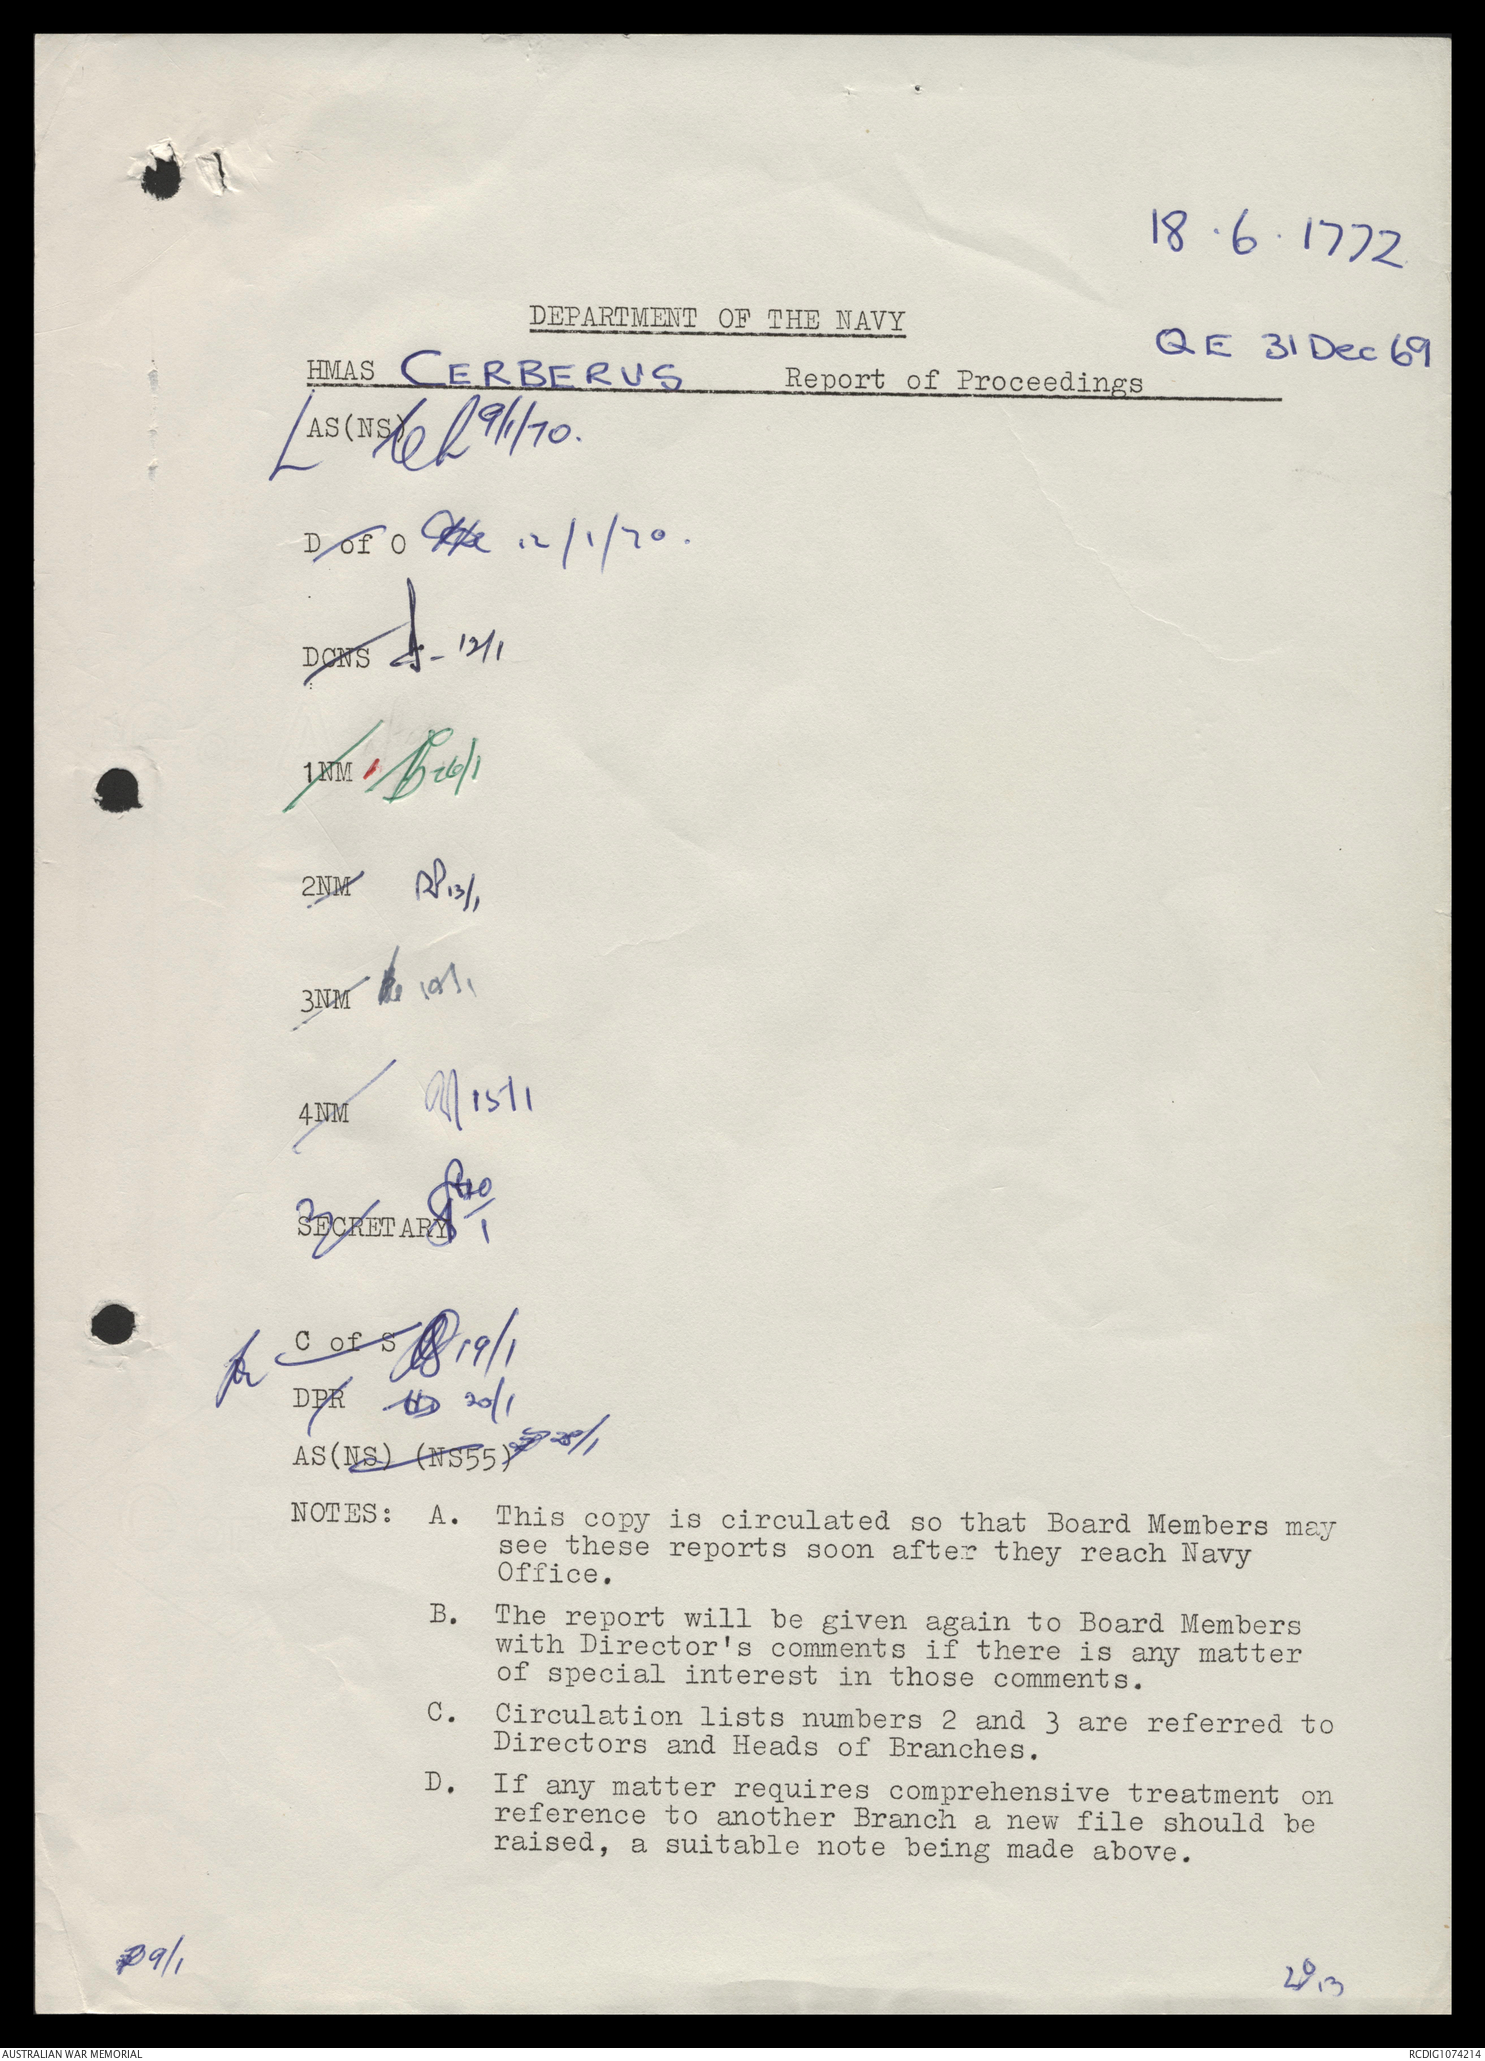 18.6.1772
DEPARTMENT OF THE NAVY
QE 31 Dec 69
HMAS CERBERUS Report of Proceedings
AS(NS) 9/1/70.
D of O 12/1/70.
DCNS 12/1
1NM 26/1
2NM 13/1
3NM
4NM 15/1
SECRETARY
C of S 19/1
for
DPR 20/1
AS(NS) (NS55) 28/1
NOTES: A. This copy is circulated so that Board Members may
see these reports soon after they reach Navy
Office.
B. The report will be given again to Board Members
with Director's comments if there is any matter
of special interest in those comments.
C. Circulation lists numbers 2 and 3 are referred to
Directors and Heads of Branches.
D. If any matter requires comprehensive treatment on
reference to another Branch a new file should be
raised, a suitable note being made above.
9/1
AUSTRALIAN WAR MEMORIAL
RCDIG1074214